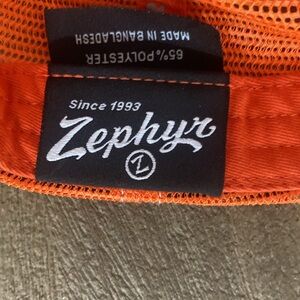 MADE IN BANGLADESH
65% POLYESTER
Since 1993
Zephyr
Z